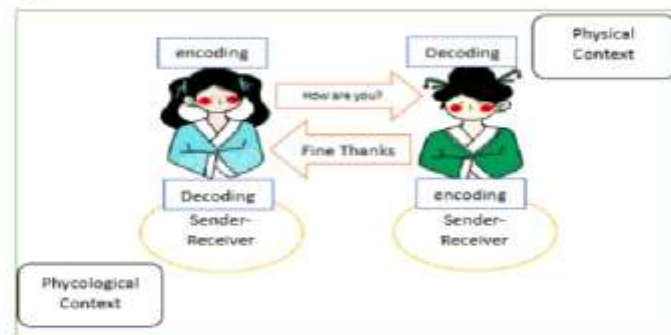 encoding
Decoding
Physical
Context
How are you?
Fine Thanks
Decoding
encoding
Sender-
Receiver
Sender-
Receiver
Phycological
Context